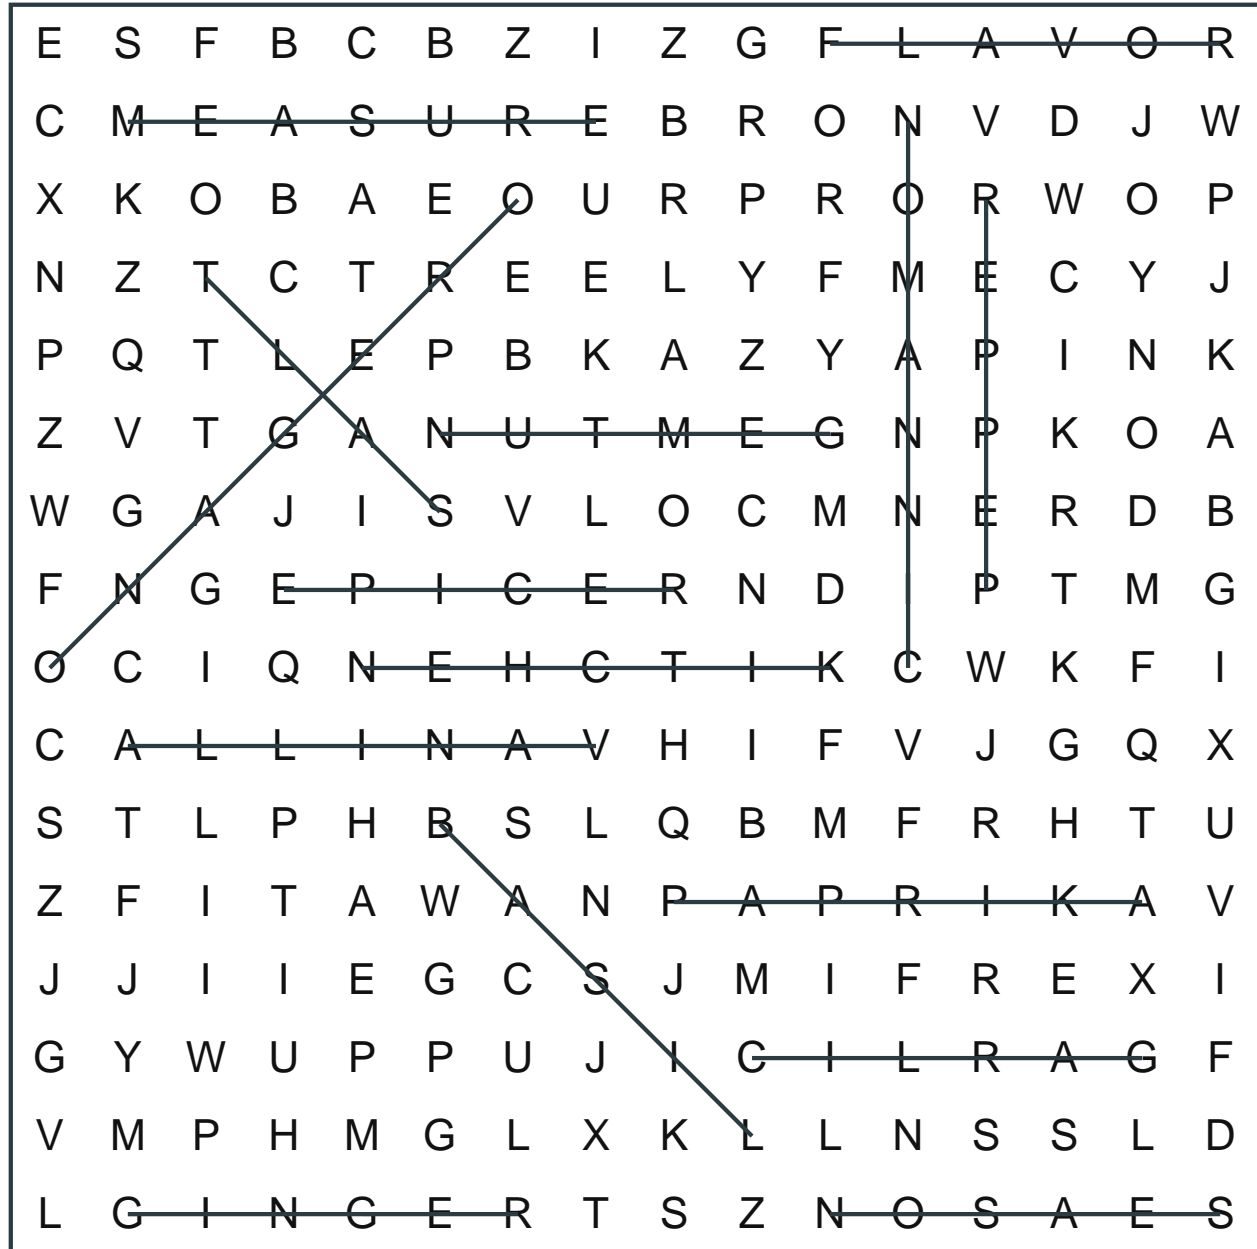 E S F B C B Z I Z G F L A V O R
C M E A S U R E B R O N V D J W
X K O B A E O U R P R O R W O P
N Z T C T R E E L Y F M E C Y J
P Q T L E P B K A Z Y A P I N K
Z V T G A N U T M E G N P K O A
W G A J I S V L O C M N E R D B
F N G E P I C E R N D I P T M G
O C I Q N E H C T I K C W K F I
C A L L I N A V H I F V J G Q X
S T L P H B S L Q B M F R H T U
Z F I T A W A N P A P R I K A V
J J I I E G C S J M I F R E X I
G Y W U P P U J I C I L R A G F
V M P H M G L X K L L N S S L D
L G I N G E R T S Z N O S A E S